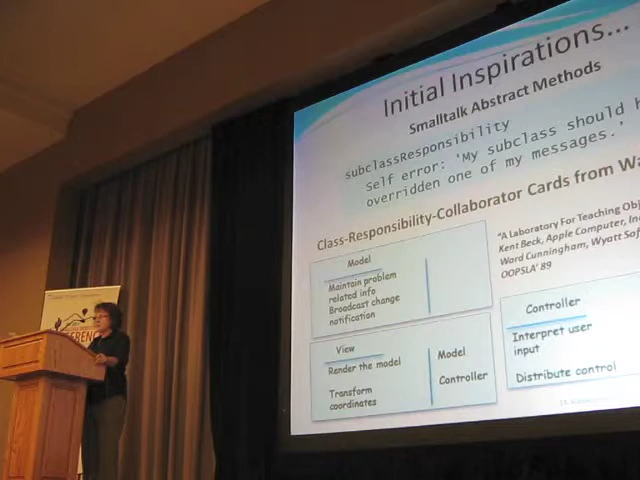 Initial Inspirations...
Smalltalk Abstract Methods
subclassResponsibility
self error: 'My subclass should h
overridden one of my messages.'
Class-Responsibility-Collaborator Cards from Wa
"A Laboratory For Teaching Obj
Kent Beck, Apple Computer, Inc
Ward Cunningham, Wyatt Sof
OOPSLA' 89
Model
Maintain problem
related info
Broadcast change
notification
View
Render the model
Transform
coordinates
Model
Controller
Controller
Interpret user
input
Distribute control